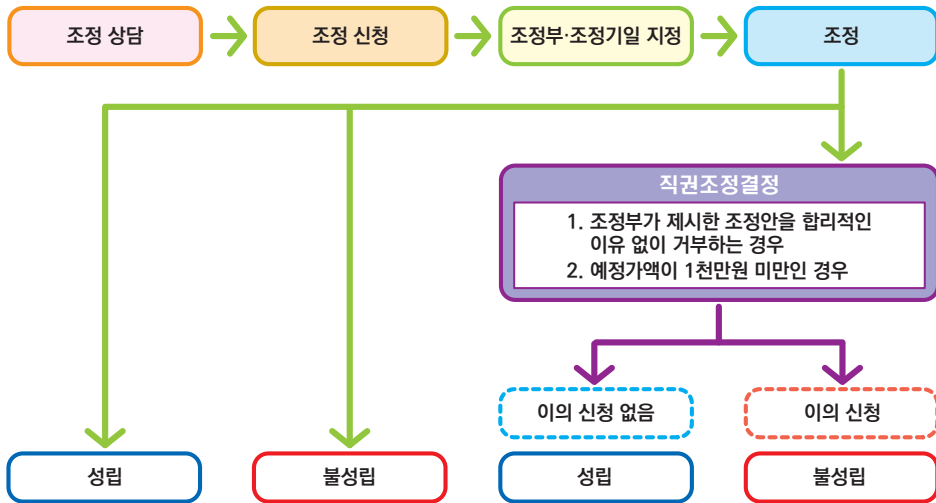 조정 상담
조정 신청
조정부·조정기일 지정
조정
직권조정결정
1. 조정부가 제시한 조정안을 합리적인
이유 없이 거부하는 경우
2. 예정가액이 1천만원 미만인 경우
이의 신청 없음
이의 신청
성립
불성립
성립
불성립